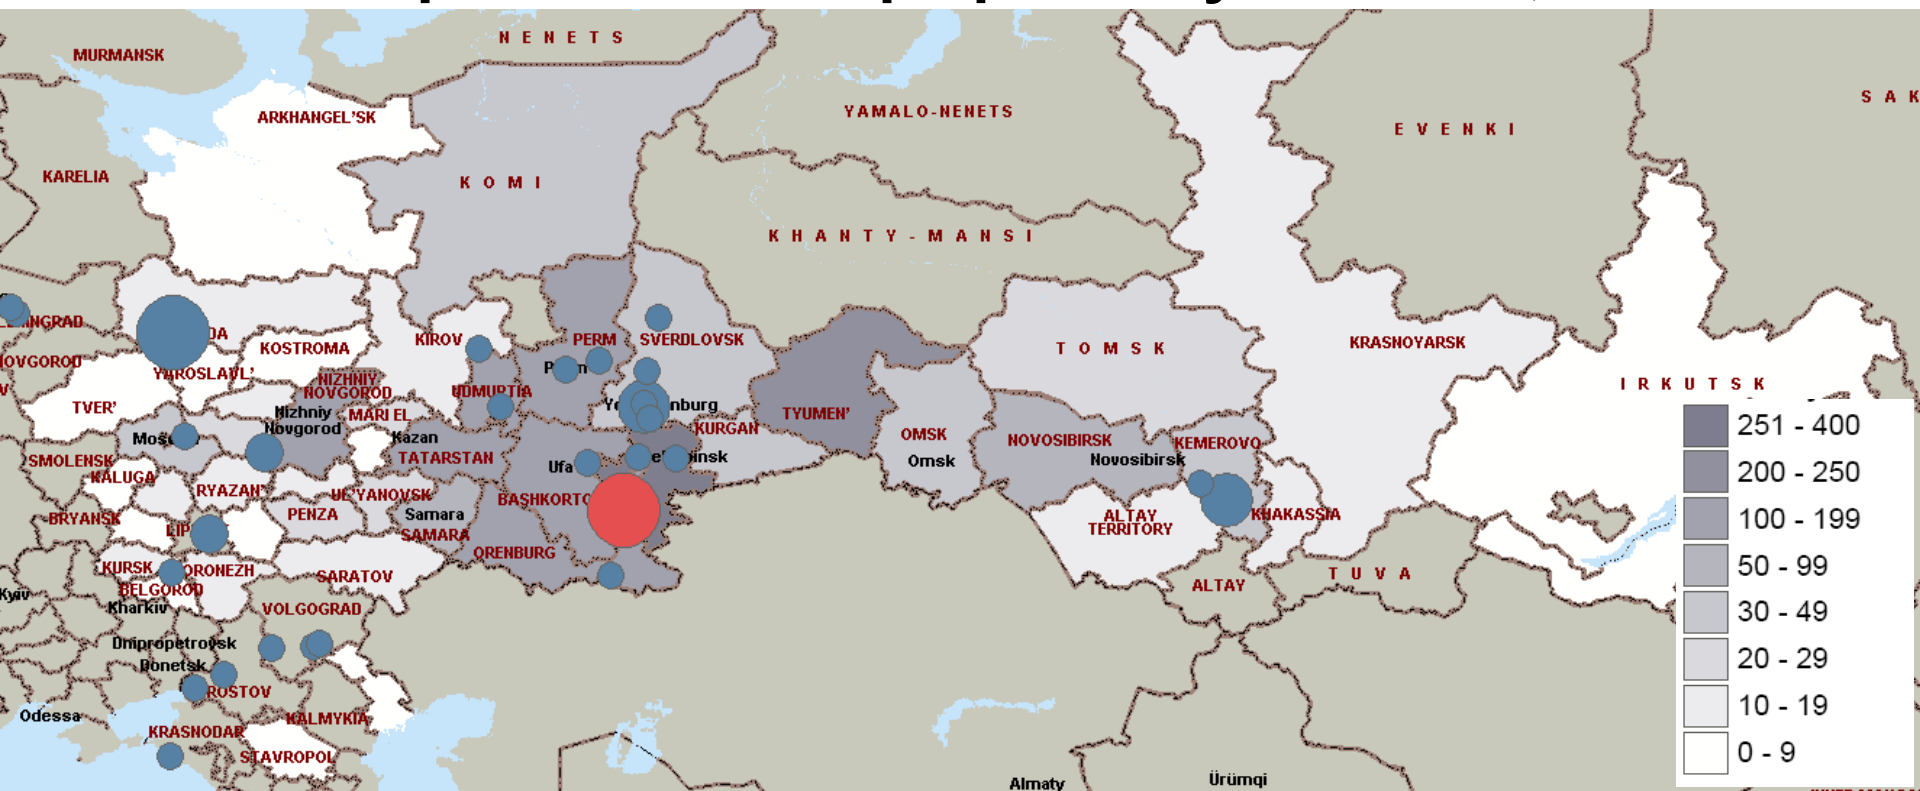 NENETS
MURMANSK
SAK
YAMALO-NENETS
ARKHANGEL'SK
EVENKI
KARELIA
KOMI
KHANTY-MANSI
DA
KOSTROMA
KIROV
PERM
SVERDLOVSK
TOMSK
KRASNOYARSK
YAROSLAVL'
NIZHNIY
NOVGOROD
UDMURTIA
IRKUTSK
TVER'
Nizhniy
Novgorod
MARI EL
TYUMEN'
KURGAN
OMSK
Omsk
NOVOSIBIRSK
Novosibirsk
KEMEROVO
Kazan
TATARSTAN
SMOLENSK
KALUGA
RYAZAN'
UL'YANOVSK
Ufa
BASHKORTO
BRYANSK
LIP
PENZA
Samara
SAMARA
ORENBURG
ALTAY
TERRITORY
KHAKASSIA
KURSK
ORONEZH
BELGOROD
SARATOV
ALTAY
TUVA
Kyiv
Kharkiv
VOLGOGRAD
Dnipropetrovsk
Donetsk
ROSTOV
Odessa
KALMYKIA
KRASNODAR
STAVROPOL
Almaty
Ürümqi
251 - 400
200 - 250
100 - 199
50 - 99
30 - 49
20 - 29
10 - 19
0 - 9